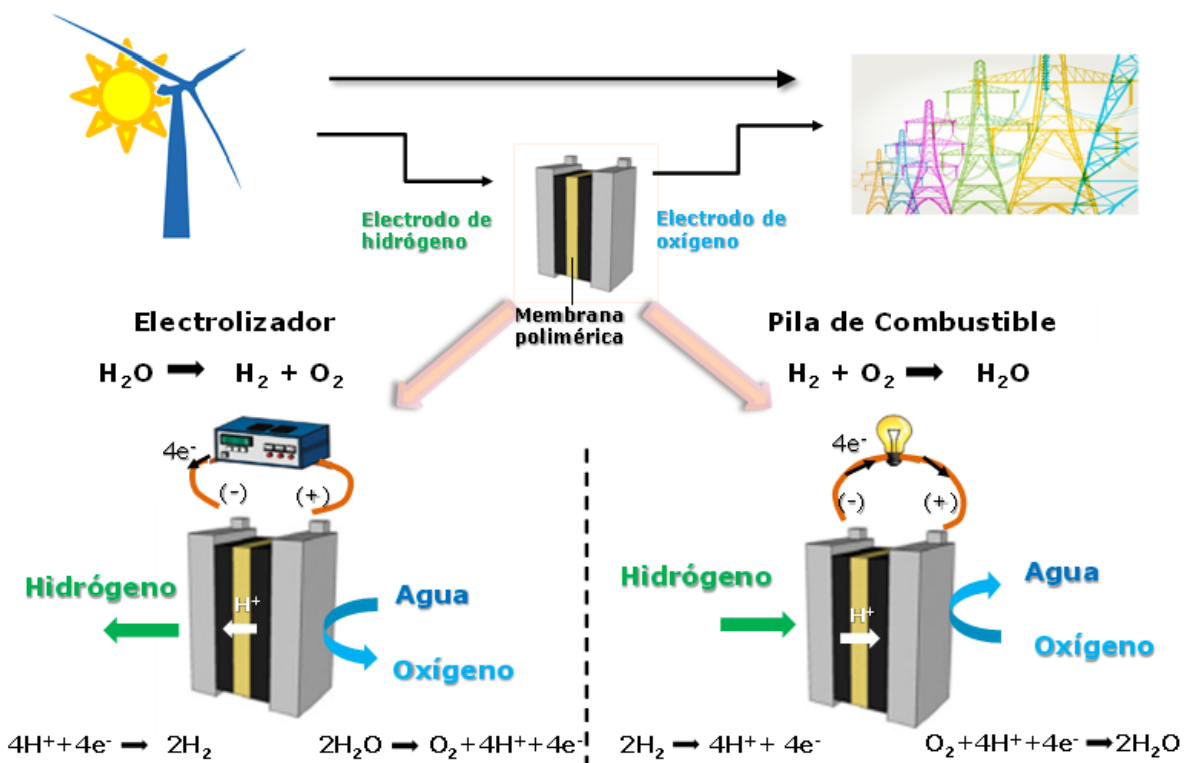 Electrodo de
hidrógeno
Electrodo de
oxígeno
Membrana
polimérica
Electrolizador
H₂O → H₂ + O₂
4e⁻
(-)
(+)
Hidrógeno
H⁺
Agua
Oxígeno
4H⁺+4e⁻ → 2H₂
2H₂O → O₂+4H⁺+4e⁻
Pila de Combustible
H₂ + O₂ → H₂O
4e⁻
(-)
(+)
Hidrógeno
H⁺
Agua
Oxígeno
2H₂ → 4H⁺+ 4e⁻
O₂+4H⁺+4e⁻ → 2H₂O